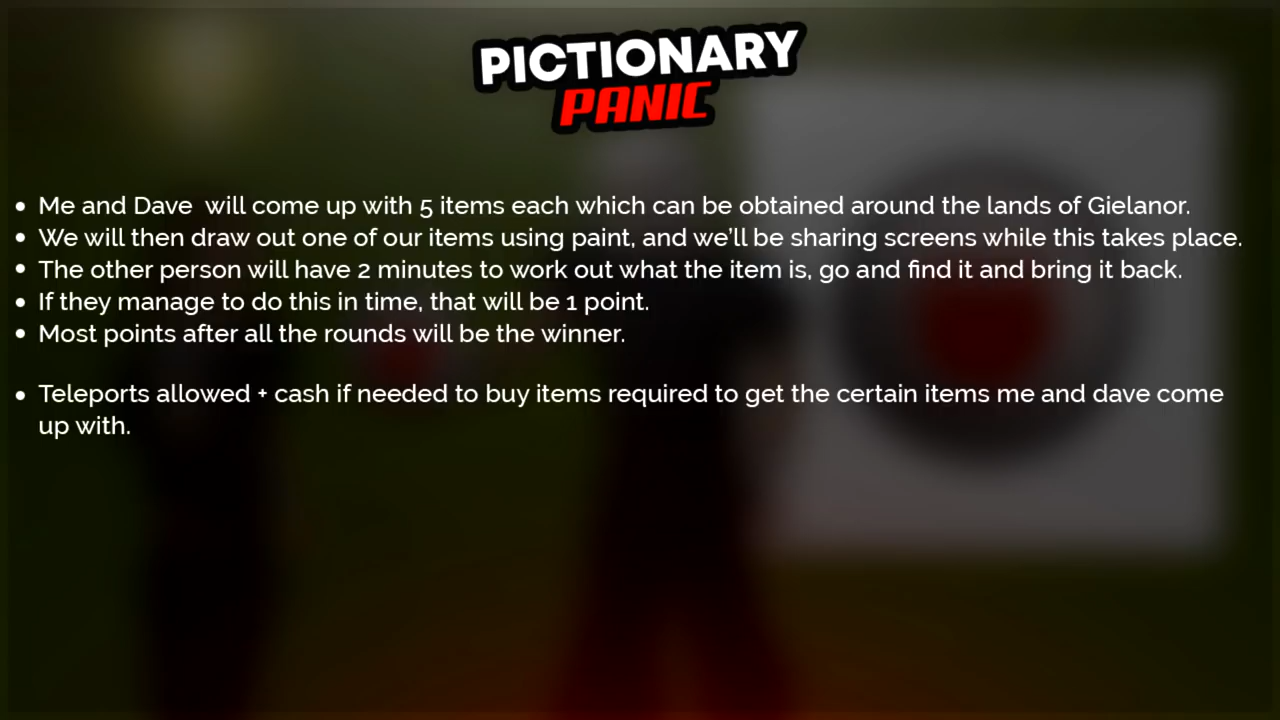 PICTIONARY
PANIC
• Me and Dave  will come up with 5 items each which can be obtained around the lands of Gielanor.
• We will then draw out one of our items using paint, and we'll be sharing screens while this takes place.
• The other person will have 2 minutes to work out what the item is, go and find it and bring it back.
• If they manage to do this in time, that will be 1 point.
• Most points after all the rounds will be the winner.
• Teleports allowed + cash if needed to buy items required to get the certain items me and dave come
up with.